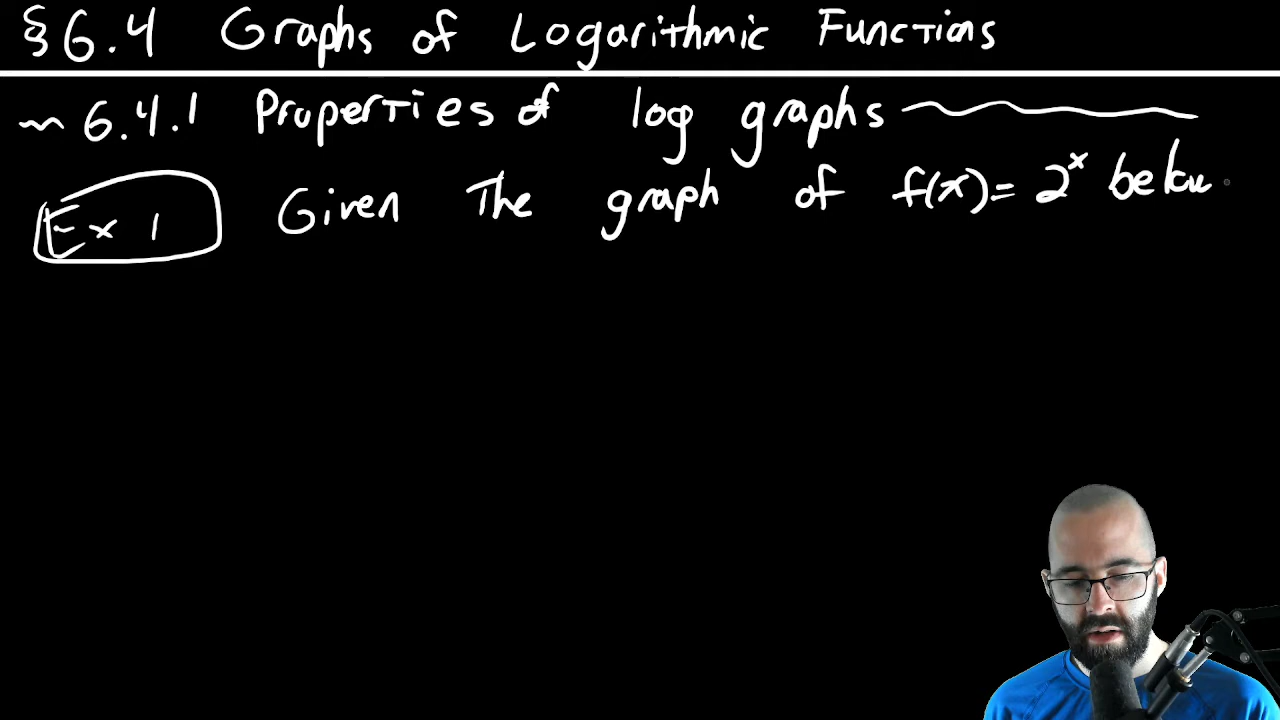 §6.4 Graphs of Logarithmic Functions
~ 6.4.1 Properties of log graphs
Ex 1 Given The graph of f(x)=2^x below